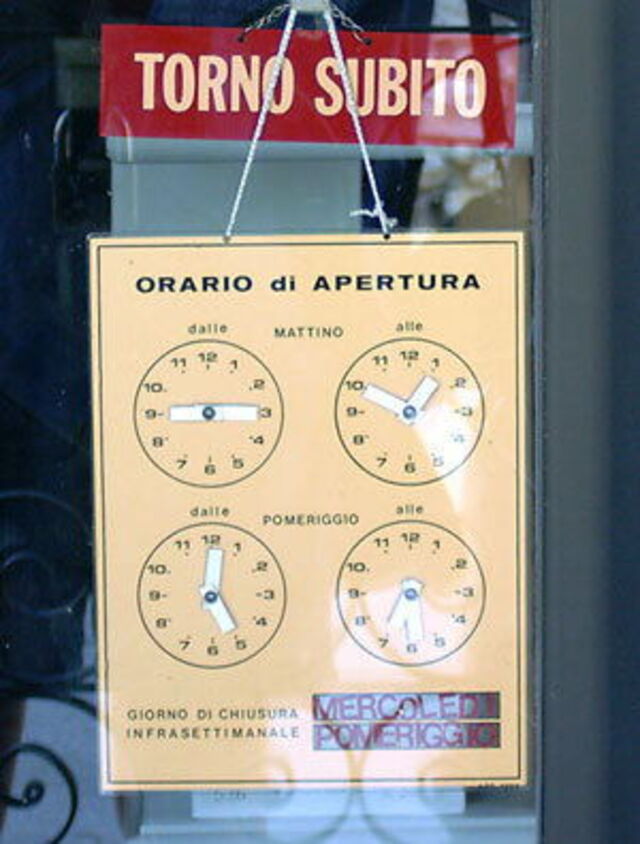 TORNO SUBITO
ORARIO di APERTURA
dalle MATTINO alle
12
11 1
10 2
9 3
8 4
7 6 5
12
11 1
10 2
9 3
8 4
7 6 5
dalle POMERIGGIO alle
12
11 1
10 2
9 3
8 4
7 6 5
12
11 1
10 2
9 3
8 4
7 6 5
GIORNO DI CHIUSURA MERCOLEDI
INFRASETTIMANALE POMERIGGIO